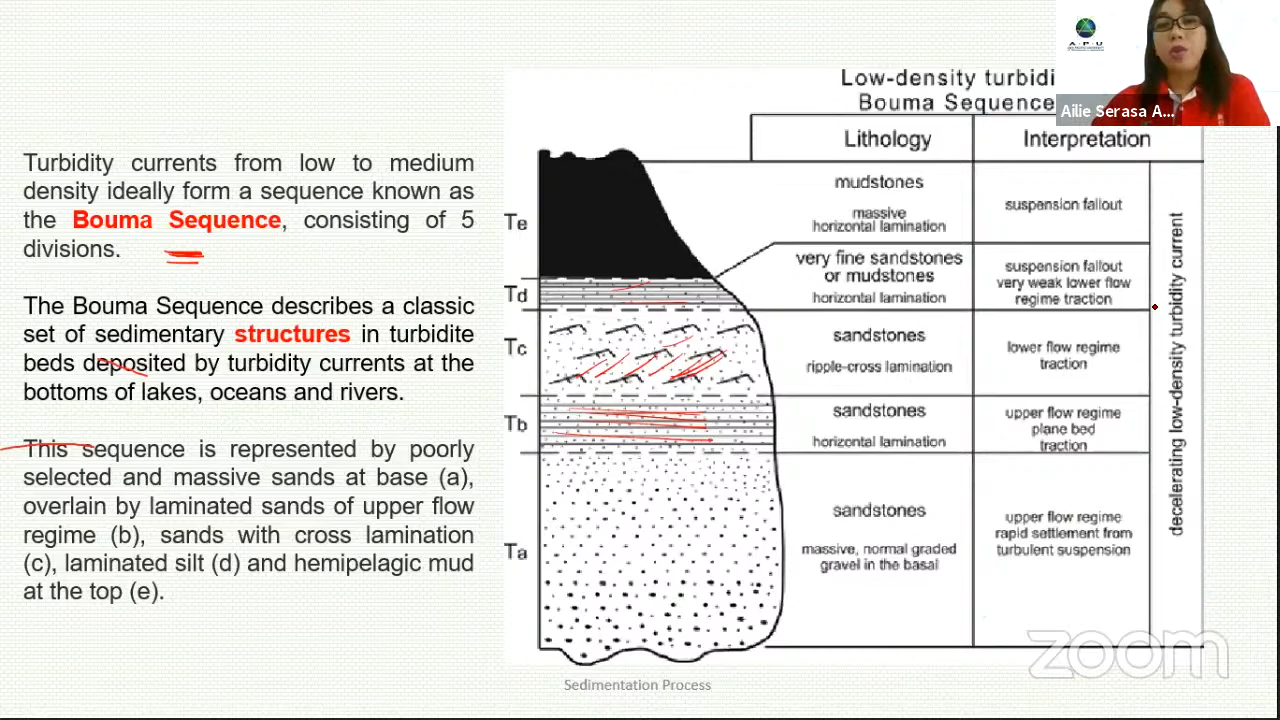 Turbidity currents from low to medium
density ideally form a sequence known as
the Bouma Sequence, consisting of 5
divisions.
The Bouma Sequence describes a classic
set of sedimentary structures in turbidite
beds deposited by turbidity currents at the
bottoms of lakes, oceans and rivers.
This sequence is represented by poorly
selected and massive sands at base (a),
overlain by laminated sands of upper flow
regime (b), sands with cross lamination
(c), laminated silt (d) and hemipelagic mud
at the top (e).
Low-density turbidi
Bouma Sequence
Lithology
Interpretation
Te
mudstones
massive
horizontal lamination
suspension fallout
Td
very fine sandstones
or mudstones
horizontal lamination
suspension fallout
very weak lower flow
regime traction
Tc
sandstones
ripple-cross lamination
lower flow regime
traction
Tb
sandstones
horizontal lamination
upper flow regime
plane bed
traction
Ta
sandstones
massive, normal graded
gravel in the basal
upper flow regime
rapid settlement from
turbulent suspension
decelerating low-density turbidity current
A P U
Ailie Serasa A...
zoom
Sedimentation Process